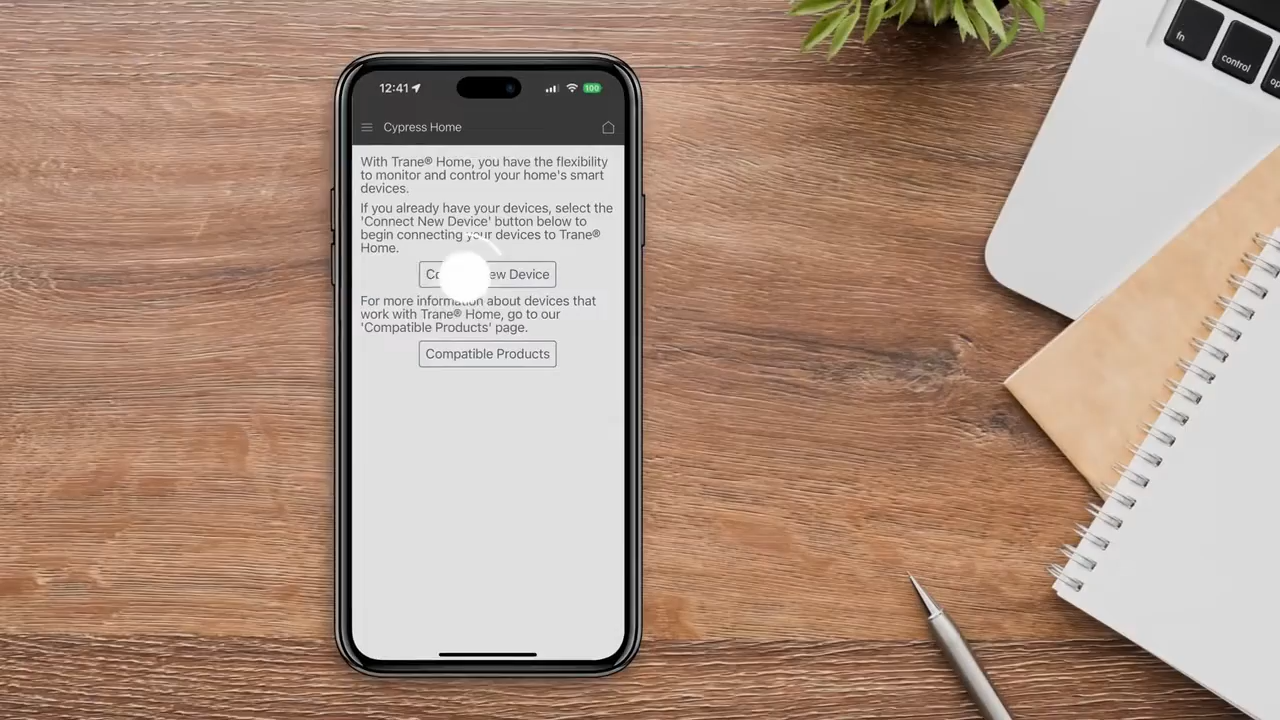 fn
control
12:41
100
Cypress Home
With Trane® Home, you have the flexibility
to monitor and control your home's smart
devices.
If you already have your devices, select the
'Connect New Device' button below to
begin connecting your devices to Trane®
Home.
Device
For more information about devices that
work with Trane® Home, go to our
'Compatible Products' page.
Compatible Products